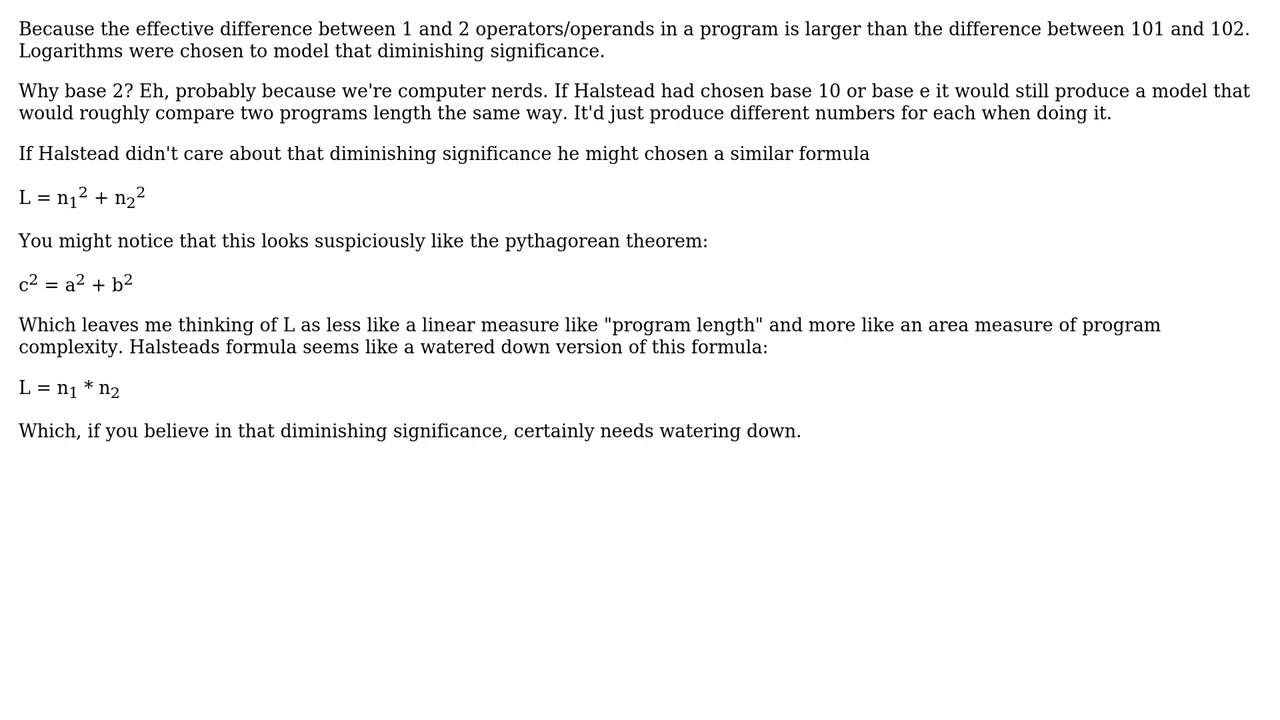 Because the effective difference between 1 and 2 operators/operands in a program is larger than the difference between 101 and 102.
Logarithms were chosen to model that diminishing significance.
Why base 2? Eh, probably because we're computer nerds. If Halstead had chosen base 10 or base e it would still produce a model that
would roughly compare two programs length the same way. It'd just produce different numbers for each when doing it.
If Halstead didn't care about that diminishing significance he might chosen a similar formula
L = n₁² + n₂²
You might notice that this looks suspiciously like the pythagorean theorem:
c² = a² + b²
Which leaves me thinking of L as less like a linear measure like "program length" and more like an area measure of program
complexity. Halsteads formula seems like a watered down version of this formula:
L = n₁ * n₂
Which, if you believe in that diminishing significance, certainly needs watering down.